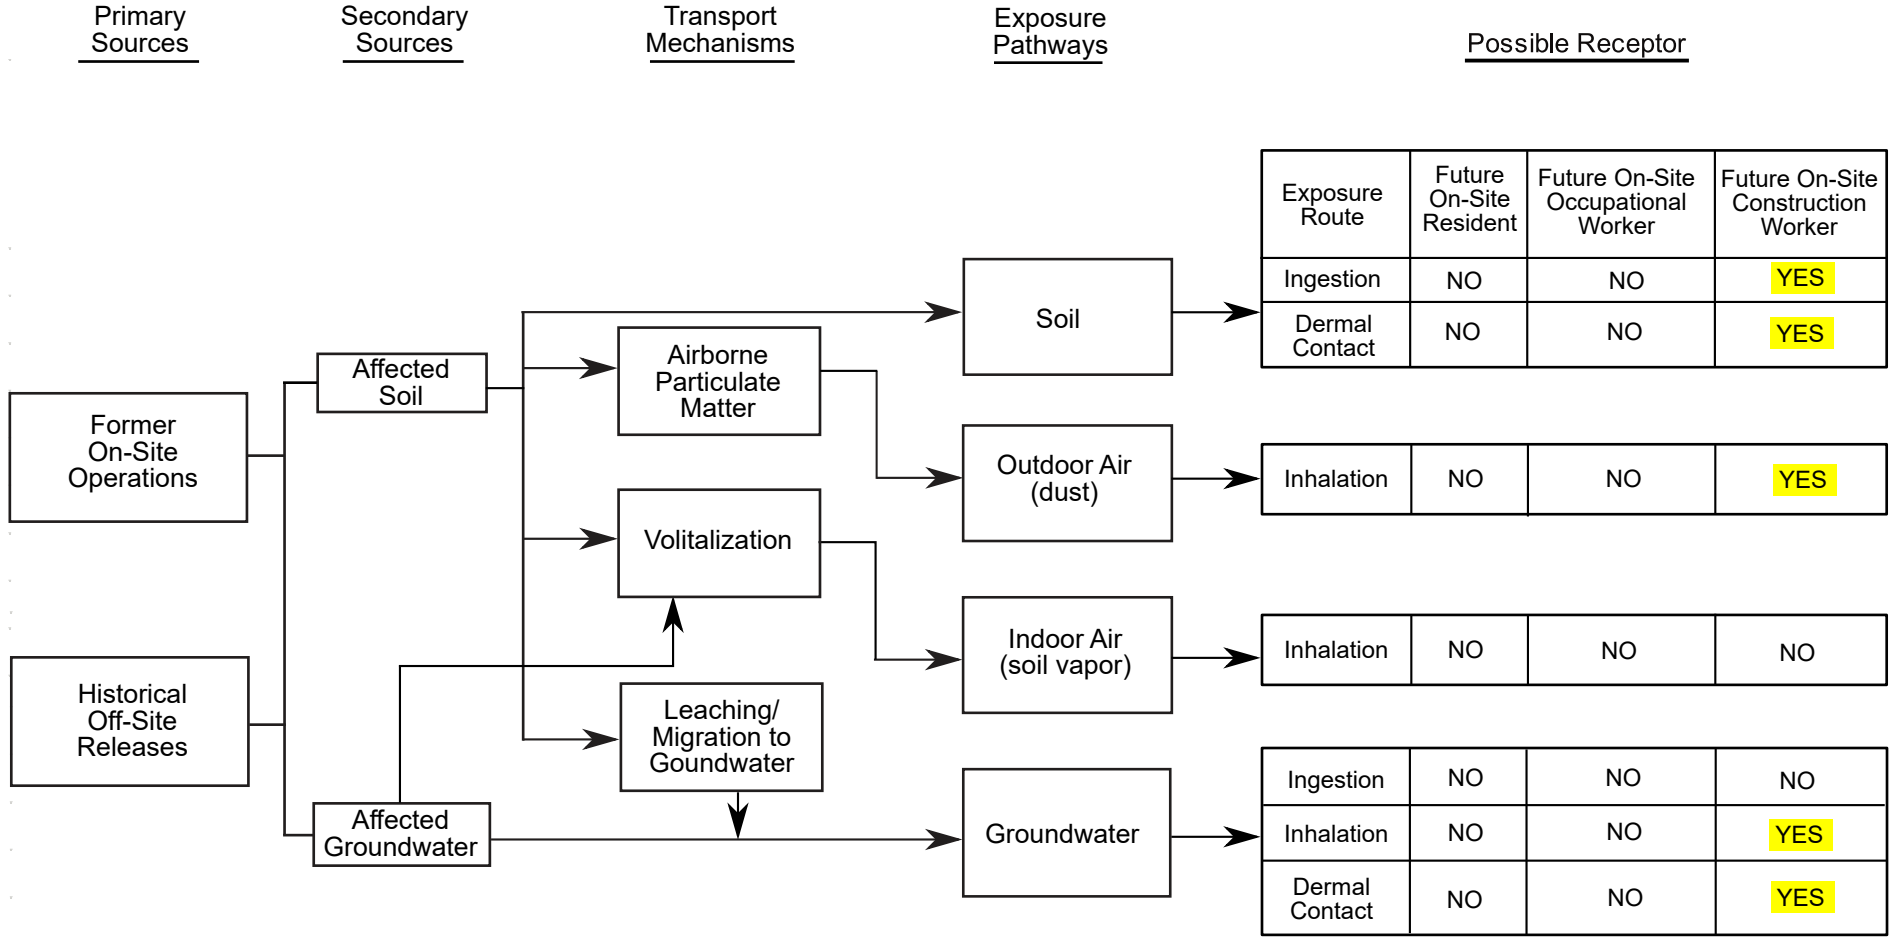 Primary
Sources
Secondary
Sources
Transport
Mechanisms
Exposure
Pathways
Possible Receptor
Former
On-Site
Operations
Historical
Off-Site
Releases
Affected
Soil
Affected
Groundwater
Airborne
Particulate
Matter
Volitalization
Leaching/
Migration to
Goundwater
Soil
Outdoor Air
(dust)
Indoor Air
(soil vapor)
Groundwater
Exposure
Route
Future
On-Site
Resident
Future On-Site
Occupational
Worker
Future On-Site
Construction
Worker
Ingestion NO NO YES
Dermal
Contact NO NO YES
Inhalation NO NO YES
Inhalation NO NO NO
Ingestion NO NO NO
Inhalation NO NO YES
Dermal
Contact NO NO YES